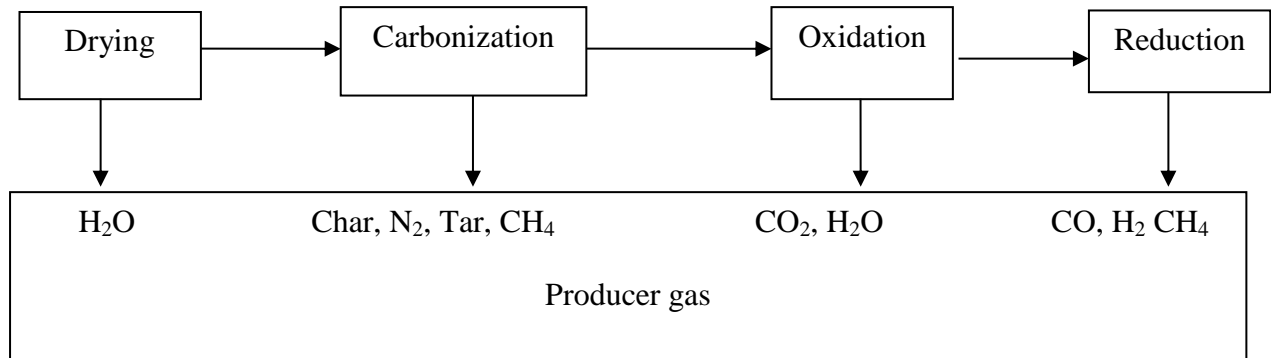 Drying
Carbonization
Oxidation
Reduction
H₂O
Char, N₂, Tar, CH₄
CO₂, H₂O
CO, H₂ CH₄
Producer gas